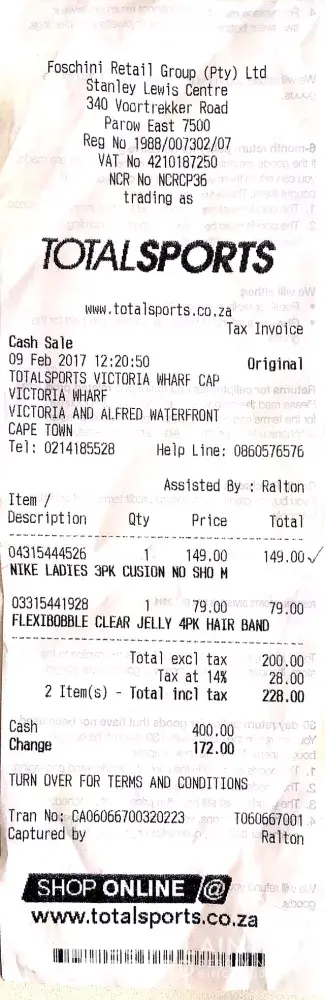 Foschini Retail Group (Pty) Ltd
Stanley Lewis Centre
340 Voortrekker Road
Parow East 7500
Reg No 1988/007302/07
VAT No 4210187250
NCR No NCRCP36
trading as
TOTALSPORTS
www.totalsports.co.za
Tax Invoice
Cash Sale
09 Feb 2017 12:20:50 Original
TOTALSPORTS VICTORIA WHARF CAP
VICTORIA WHARF
VICTORIA AND ALFRED WATERFRONT
CAPE TOWN
Tel: 0214185528 Help Line: 0860576576
Assisted By : Ralton
Item /
Description Qty Price Total
04315444526 1 149.00 149.00 ✓
NIKE LADIES 3PK CUSION NO SHO M
03315441928 1 79.00 79.00
FLEXIBOBBLE CLEAR JELLY 4PK HAIR BAND
Total excl tax 200.00
Tax at 14% 28.00
2 Item(s) - Total incl tax 228.00
Cash 400.00
Change 172.00
TURN OVER FOR TERMS AND CONDITIONS
Tran No: CA06066700320223 T060667001
Captured by Ralton
SHOP ONLINE @
www.totalsports.co.za